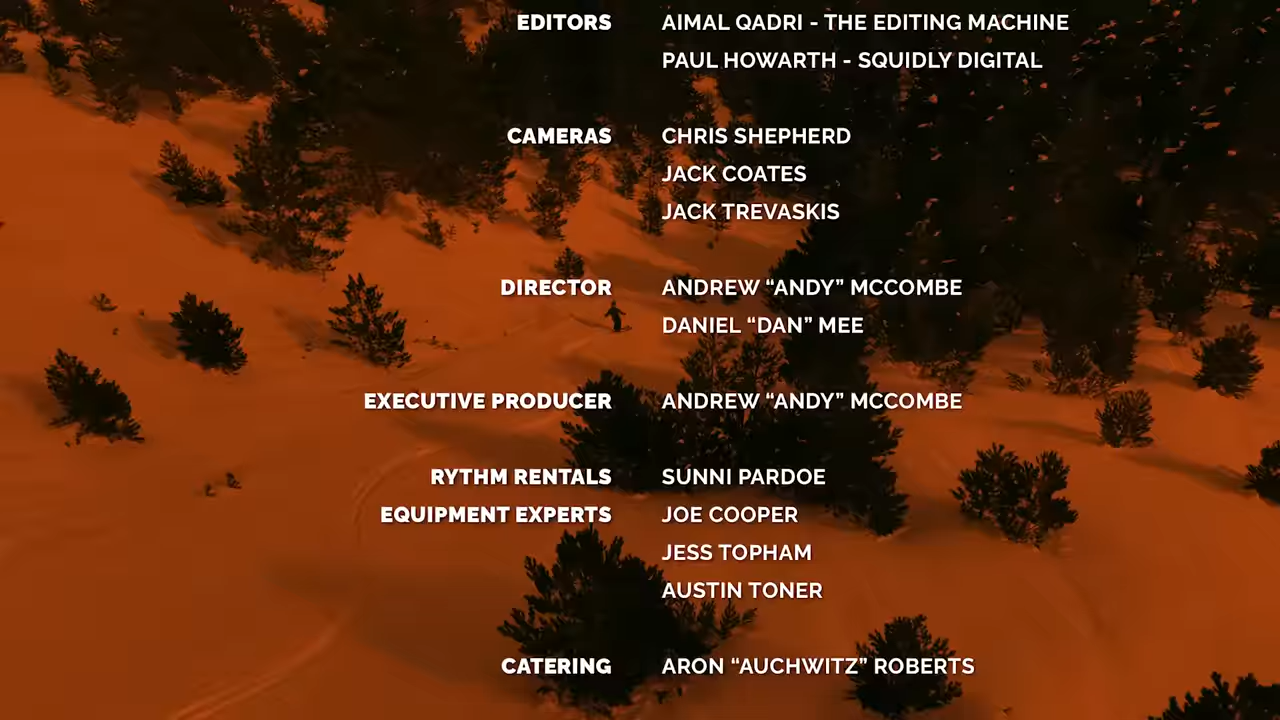 EDITORS AIMAL QADRI - THE EDITING MACHINE
PAUL HOWARTH - SQUIDLY DIGITAL
CAMERAS CHRIS SHEPHERD
JACK COATES
JACK TREVASKIS
DIRECTOR ANDREW “ANDY” MCCOMBE
DANIEL “DAN” MEE
EXECUTIVE PRODUCER ANDREW “ANDY” MCCOMBE
RYTHM RENTALS SUNNI PARDOE
EQUIPMENT EXPERTS JOE COOPER
JESS TOPHAM
AUSTIN TONER
CATERING ARON “AUCHWITZ” ROBERTS